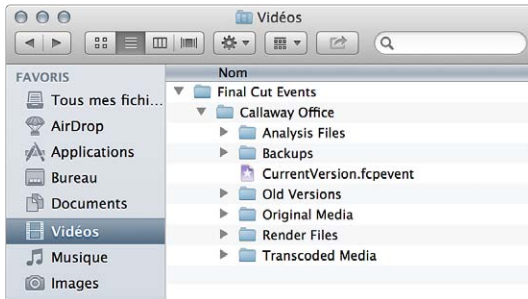 Vidéos
FAVORIS
Tous mes fichi...
AirDrop
Applications
Bureau
Documents
Vidéos
Musique
Images
Nom
Final Cut Events
Callaway Office
Analysis Files
Backups
CurrentVersion.fcpevent
Old Versions
Original Media
Render Files
Transcoded Media